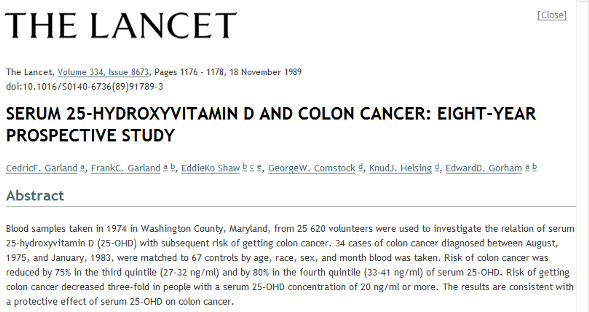 THE LANCET
[Close]
The Lancet, Volume 334, Issue 8673, Pages 1176 - 1178, 18 November 1989
doi:10.1016/S0140-6736(89)91789-3
SERUM 25-HYDROXYVITAMIN D AND COLON CANCER: EIGHT-YEAR
PROSPECTIVE STUDY
CedricF. Garland a, FrankC. Garland a b, EddieKo Shaw b c e, GeorgeW. Comstock d, KnudJ. Helsing d, EdwardD. Gorham a b
Abstract
Blood samples taken in 1974 in Washington County, Maryland, from 25 620 volunteers were used to investigate the relation of serum
25-hydroxyvitamin D (25-OHD) with subsequent risk of getting colon cancer. 34 cases of colon cancer diagnosed between August,
1975, and January, 1983, were matched to 67 controls by age, race, sex, and month blood was taken. Risk of colon cancer was
reduced by 75% in the third quintile (27-32 ng/ml) and by 80% in the fourth quintile (33-41 ng/ml) of serum 25-OHD. Risk of getting
colon cancer decreased three-fold in people with a serum 25-OHD concentration of 20 ng/ml or more. The results are consistent with
a protective effect of serum 25-OHD on colon cancer.